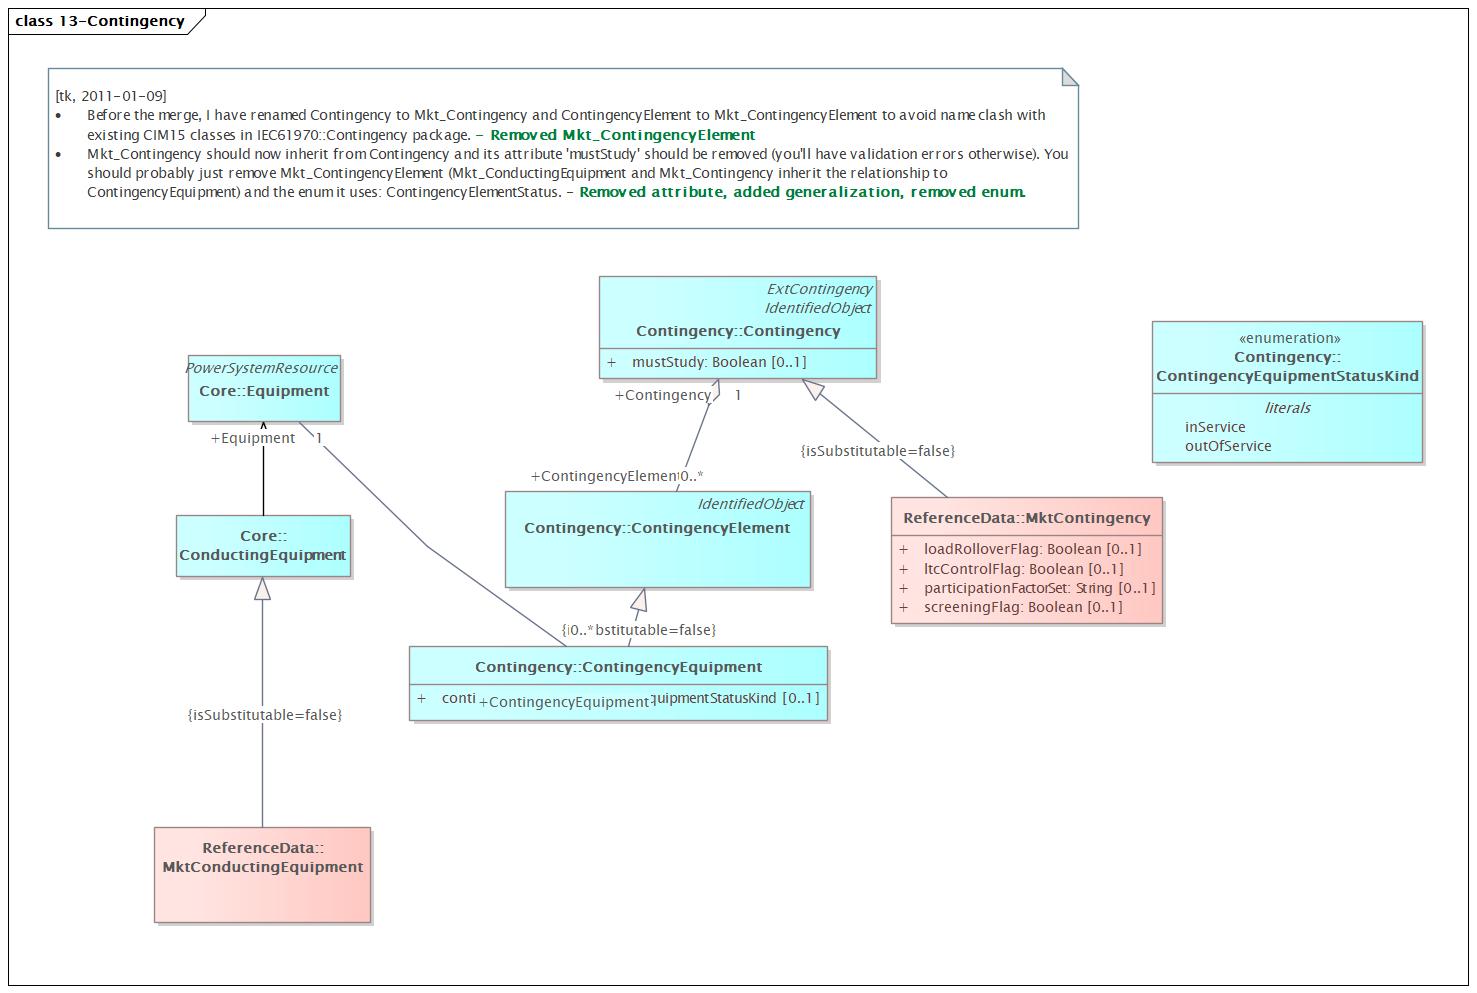 class 13-Contingency
[tk, 2011-01-09]
• Before the merge, I have renamed Contingency to Mkt_Contingency and ContingencyElement to Mkt_ContingencyElement to avoid name clash with
existing CIM15 classes in IEC61970::Contingency package. - Removed Mkt_ContingencyElement
• Mkt_Contingency should now inherit from Contingency and its attribute 'mustStudy' should be removed (you'll have validation errors otherwise). You
should probably just remove Mkt_ContingencyElement (Mkt_ConductingEquipment and Mkt_Contingency inherit the relationship to
ContingencyEquipment) and the enum it uses: ContingencyElementStatus. - Removed attribute, added generalization, removed enum.
ExtContingency
IdentifiedObject
Contingency::Contingency
+ mustStudy: Boolean [0..1]
«enumeration»
Contingency::
ContingencyEquipmentStatusKind
literals
inService
outOfService
PowerSystemResource
Core::Equipment
+Contingency 1
+Equipment 1
{isSubstitutable=false}
+ContingencyElement 0..*
IdentifiedObject
Contingency::ContingencyElement
ReferenceData::MktContingency
+ loadRolloverFlag: Boolean [0..1]
+ ltcControlFlag: Boolean [0..1]
+ participationFactorSet: String [0..1]
+ screeningFlag: Boolean [0..1]
Core::
ConductingEquipment
{i0..* bstitutable=false}
Contingency::ContingencyEquipment
+ conti +ContingencyEquipment uipmentStatusKind [0..1]
{isSubstitutable=false}
ReferenceData::
MktConductingEquipment